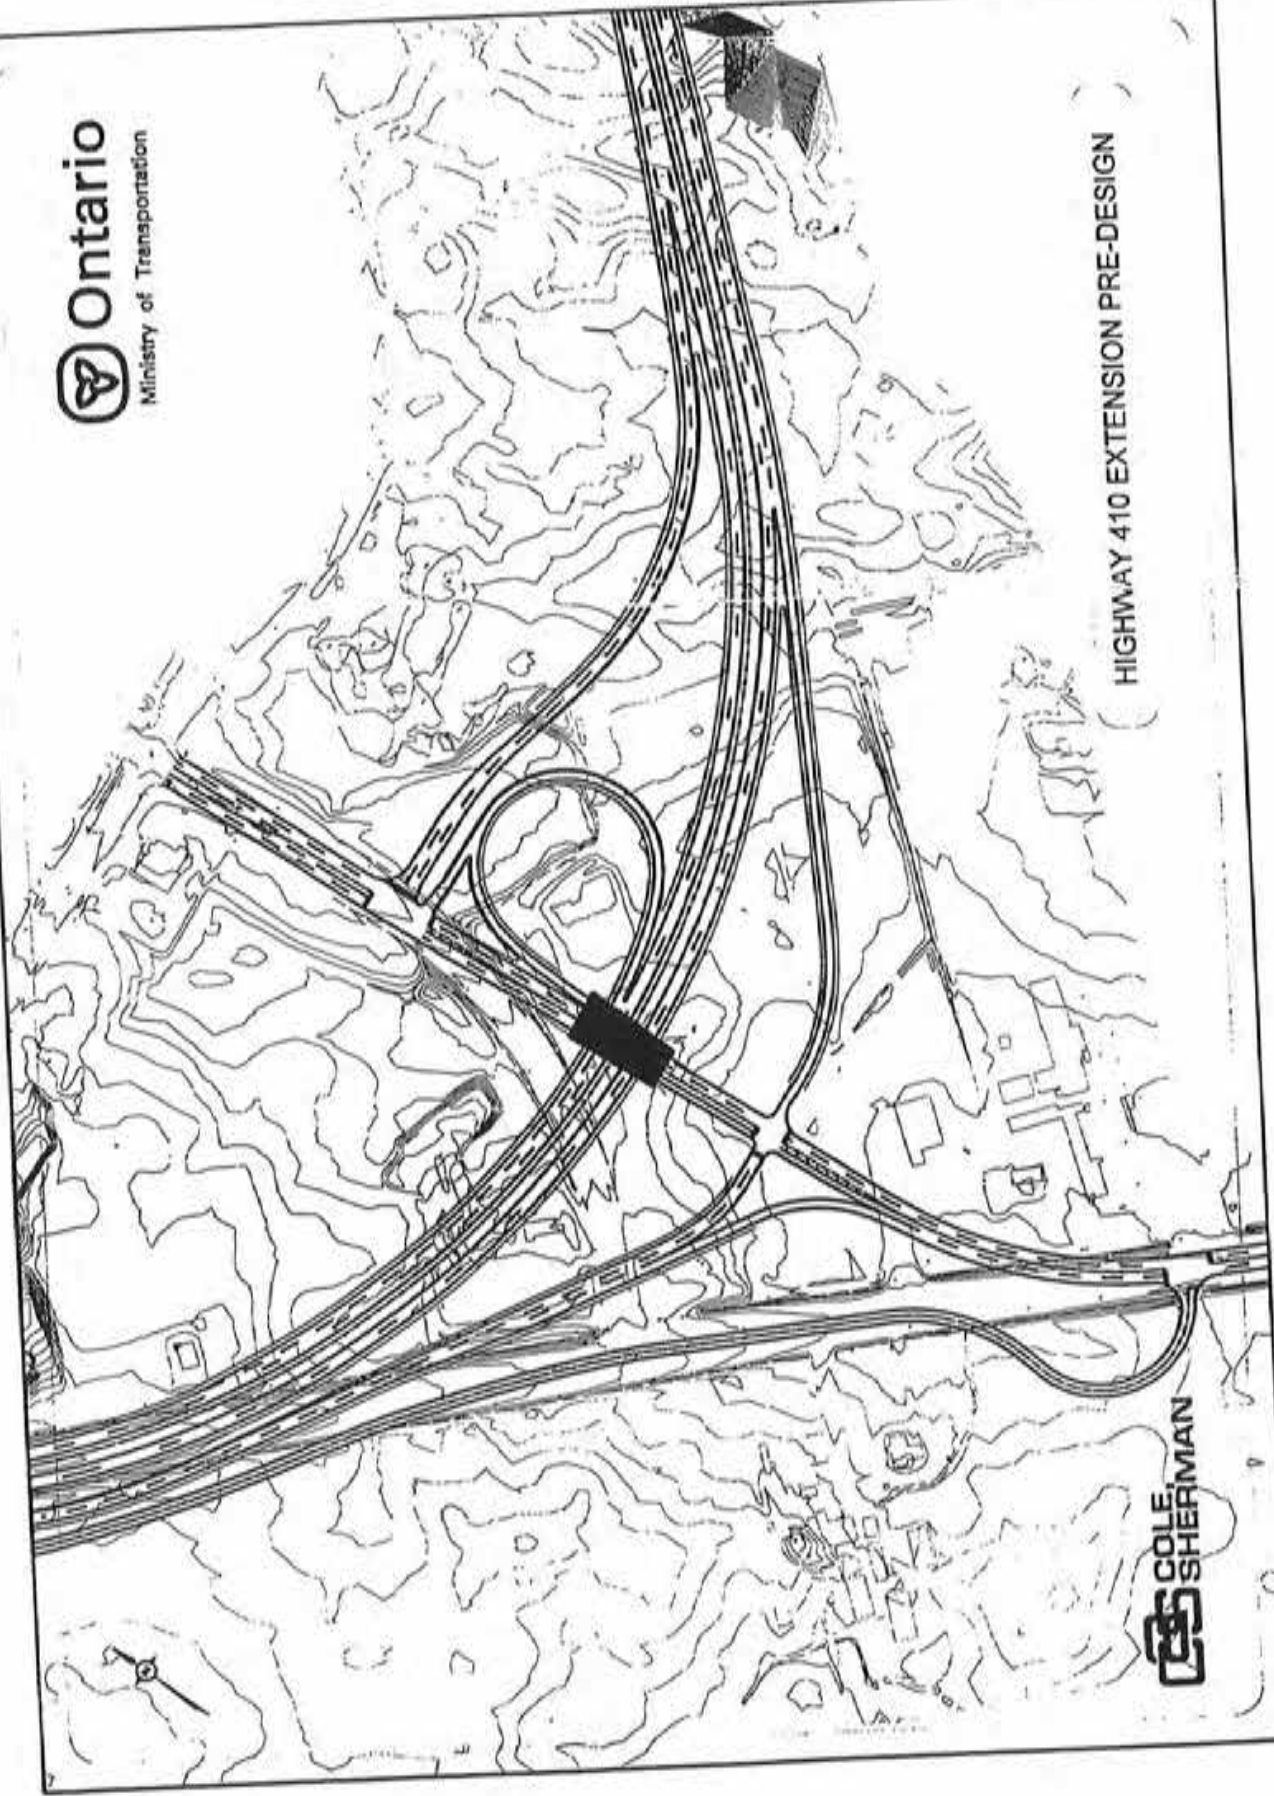 Ontario
Ministry of Transportation
HIGHWAY 410 EXTENSION PRE-DESIGN
COLE,
SHERMAN